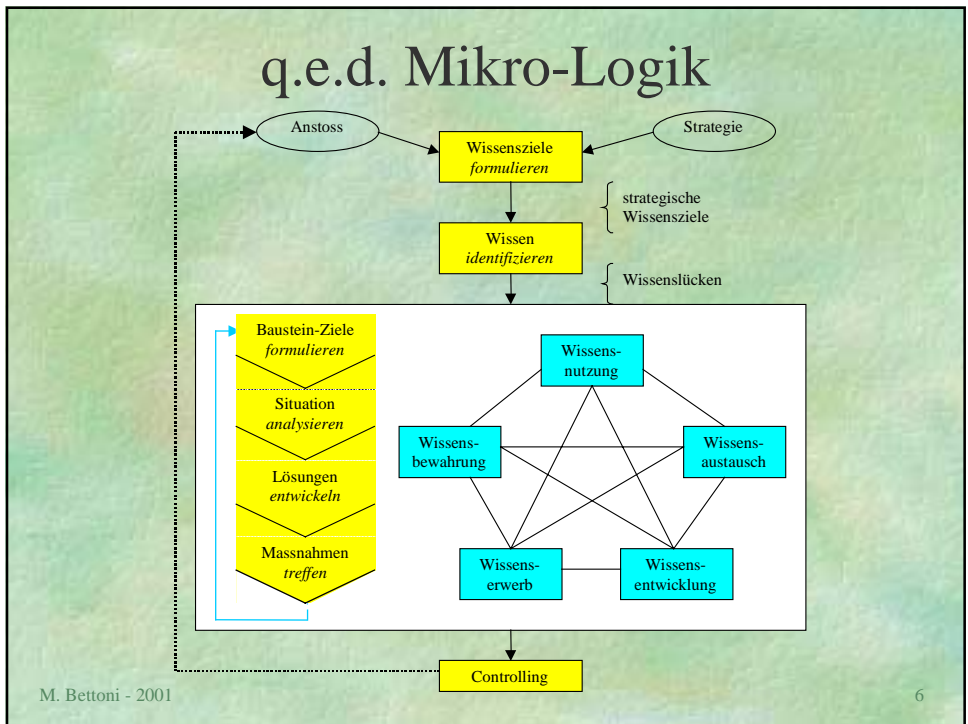 q.e.d. Mikro-Logik
Anstoss
Strategie
Wissensziele
formulieren
strategische
Wissensziele
Wissen
identifizieren
Wissenslücken
Baustein-Ziele
formulieren
Situation
analysieren
Lösungen
entwickeln
Massnahmen
treffen
Wissens-
nutzung
Wissens-
bewahrung
Wissens-
austausch
Wissens-
erwerb
Wissens-
entwicklung
Controlling
M. Bettoni - 2001
6